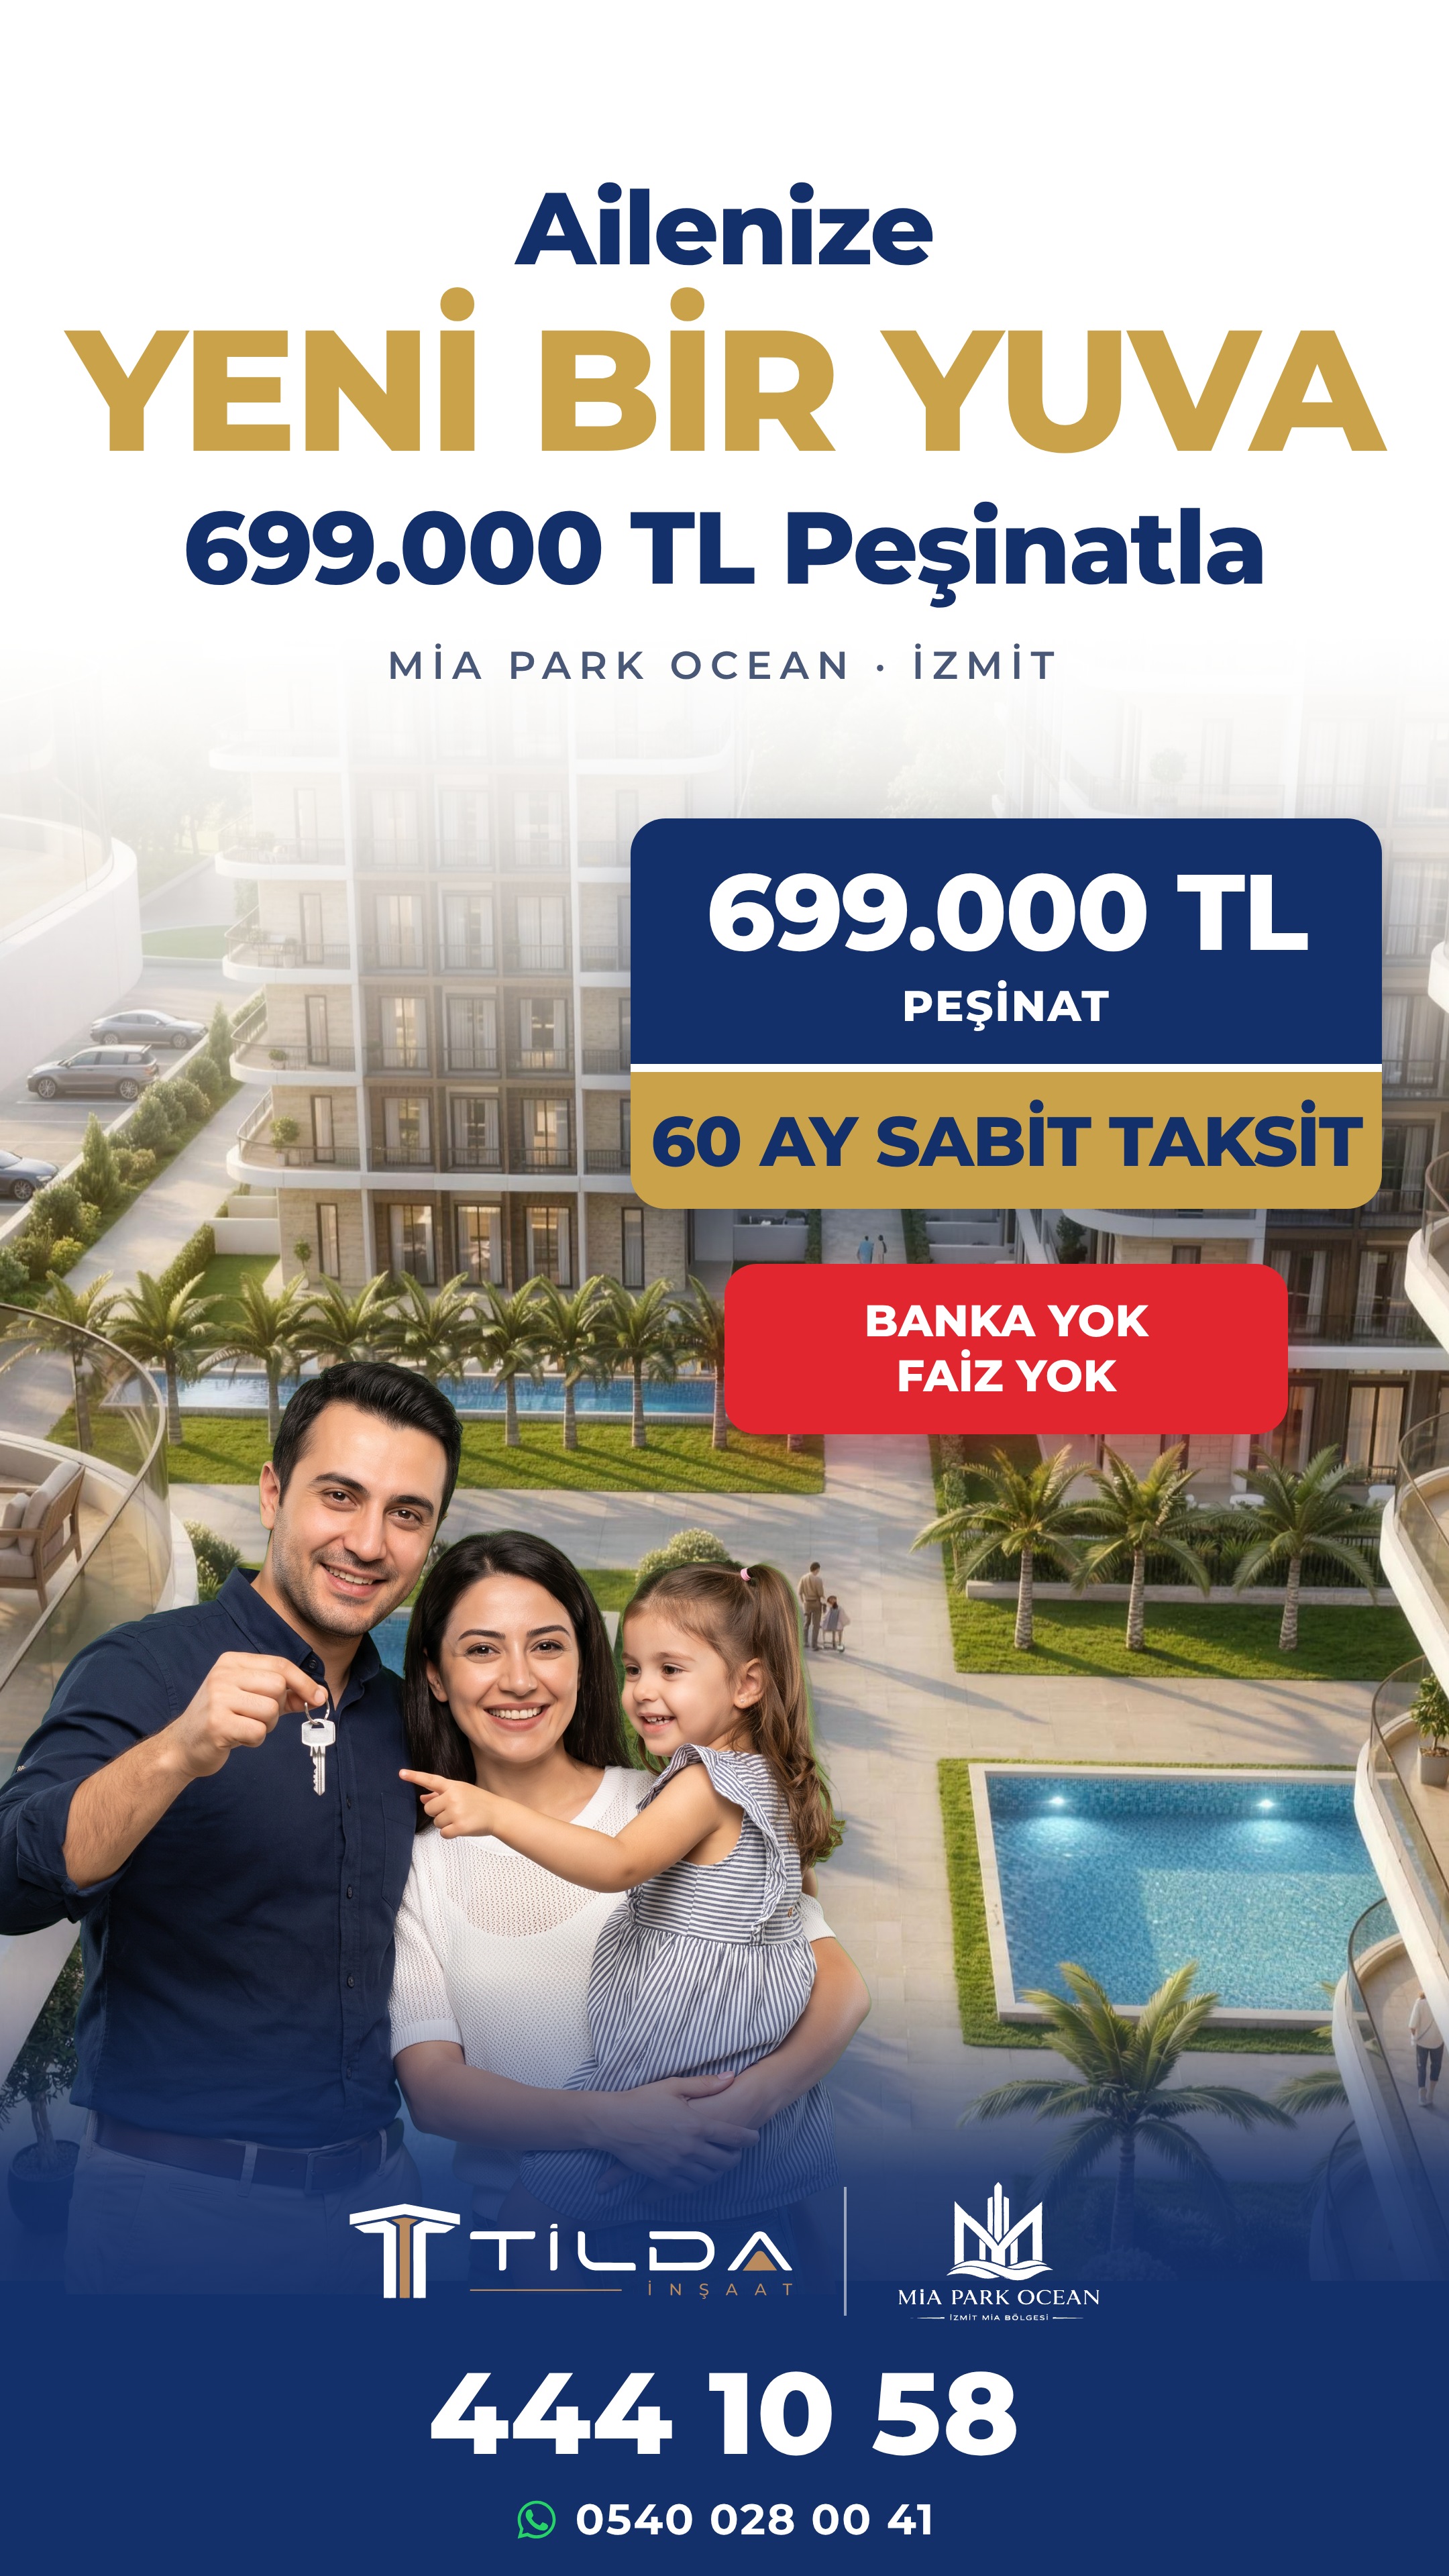 Ailenize
YENİ BİR YUVA
699.000 TL Peşinatla
MİA PARK OCEAN · İZMİT
699.000 TL
PEŞİNAT
60 AY SABİT TAKSİT
BANKA YOK
FAİZ YOK
TİLDA
İNŞAAT
MİA PARK OCEAN
İZMİT MİA BÖLGESİ
444 10 58
0540 028 00 41